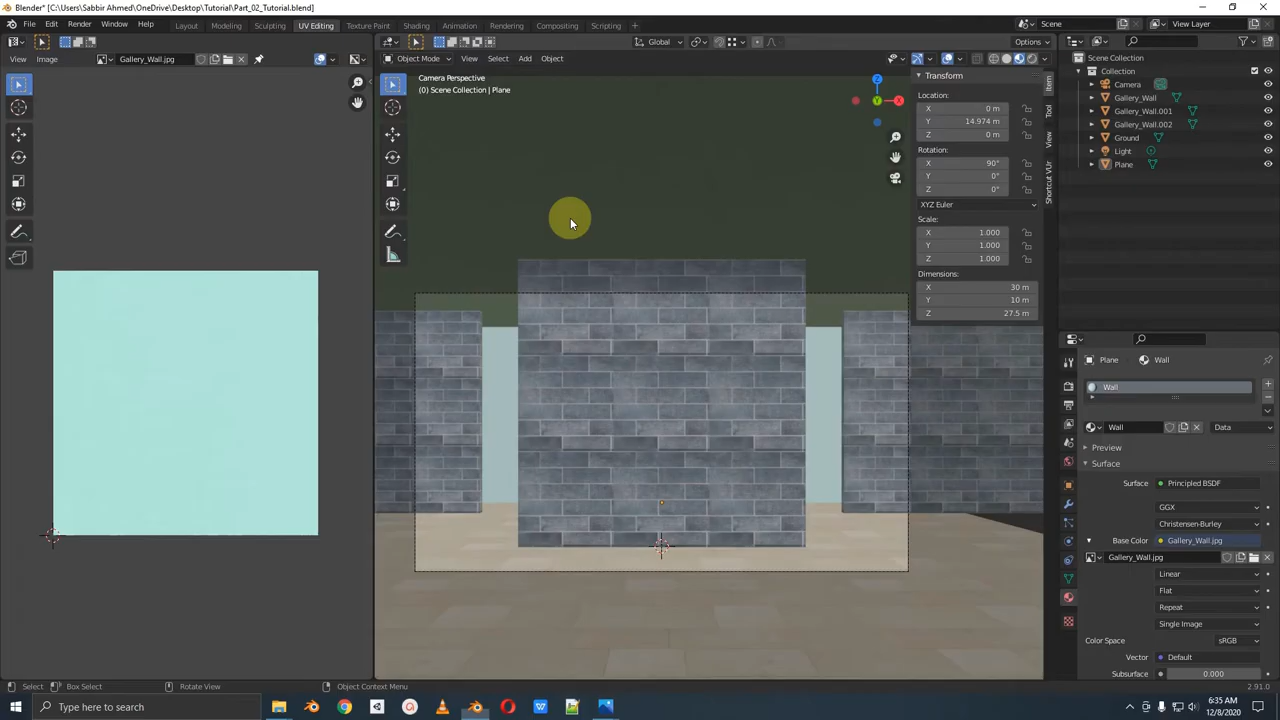 Blender* [C:\Users\Sabbir Ahmed\OneDrive\Desktop\Tutorial\Part_02_Tutorial.blend]
File Edit Render Window Help Layout Modeling Sculpting UV Editing Texture Paint Shading Animation Rendering Compositing Scripting Scene View Layer
Global Options
View Image Gallery_Wall.jpg Object Mode View Select Add Object
Camera Perspective
(0) Scene Collection | Plane
Transform
Location:
X 0 m
Y 14.974 m
Z 0 m
Rotation:
X 90°
Y 0°
Z 0°
XYZ Euler
Scale:
X 1.000
Y 1.000
Z 1.000
Dimensions:
X 30 m
Y 10 m
Z 27.5 m
Item
Tool
View
Shortcut VUr
Scene Collection
Collection
Camera
Gallery_Wall
Gallery_Wall.001
Gallery_Wall.002
Ground
Light
Plane
Plane Wall
Wall
Wall Data
Preview
Surface
Surface: Principled BSDF
GGX
Christensen-Burley
Base Color Gallery_Wall.jpg
Gallery_Wall.jpg
Linear
Flat
Repeat
Single Image
Color Space sRGB
Vector Default
Subsurface 0.000
Select Box Select Rotate View Object Context Menu 2.91.0
Type here to search
6:35 AM
12/8/2020